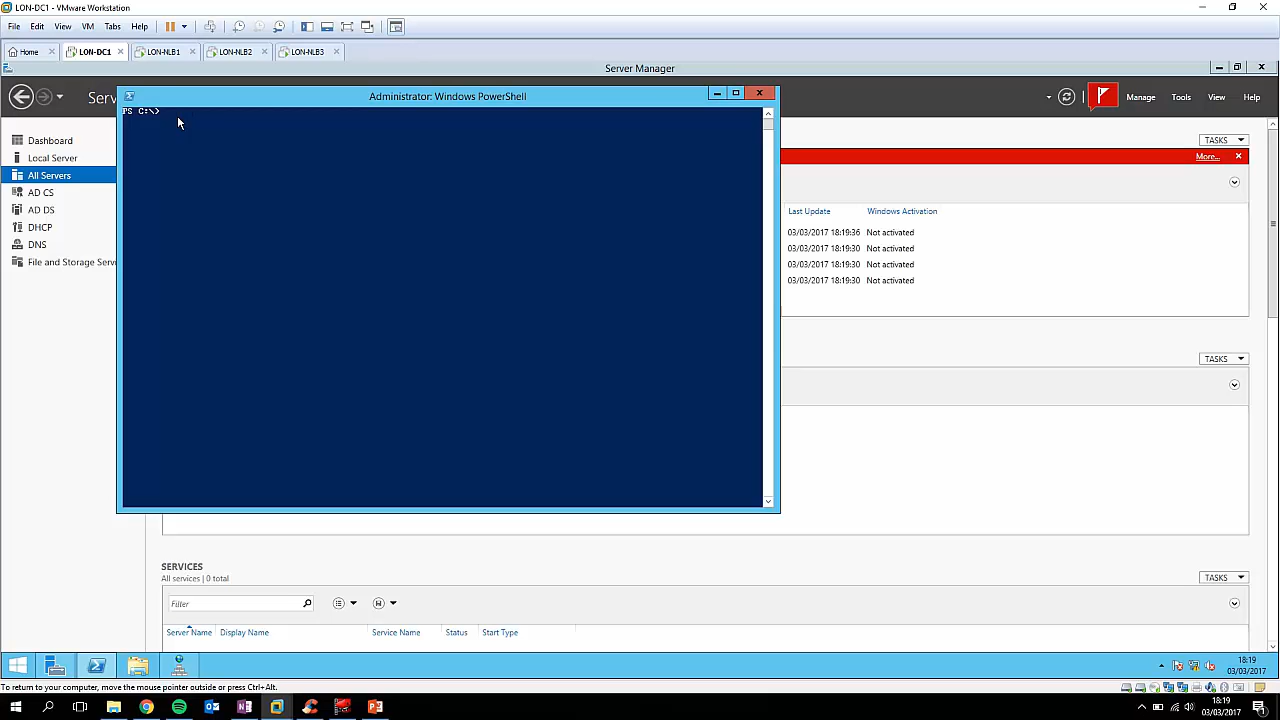 LON-DC1 - VMware Workstation
File Edit View VM Tabs Help
Home LON-DC1 LON-NLB1 LON-NLB2 LON-NLB3
Server Manager
Serv
Manage Tools View Help
Administrator: Windows PowerShell
PS C:\>
Dashboard
Local Server
All Servers
AD CS
AD DS
DHCP
DNS
File and Storage Serv
TASKS
More...
Last Update Windows Activation
03/03/2017 18:19:36 Not activated
03/03/2017 18:19:30 Not activated
03/03/2017 18:19:30 Not activated
03/03/2017 18:19:30 Not activated
TASKS
SERVICES
All services | 0 total
TASKS
Filter
Server Name Display Name Service Name Status Start Type
18:19
03/03/2017
To return to your computer, move the mouse pointer outside or press Ctrl+Alt.
18:19
03/03/2017